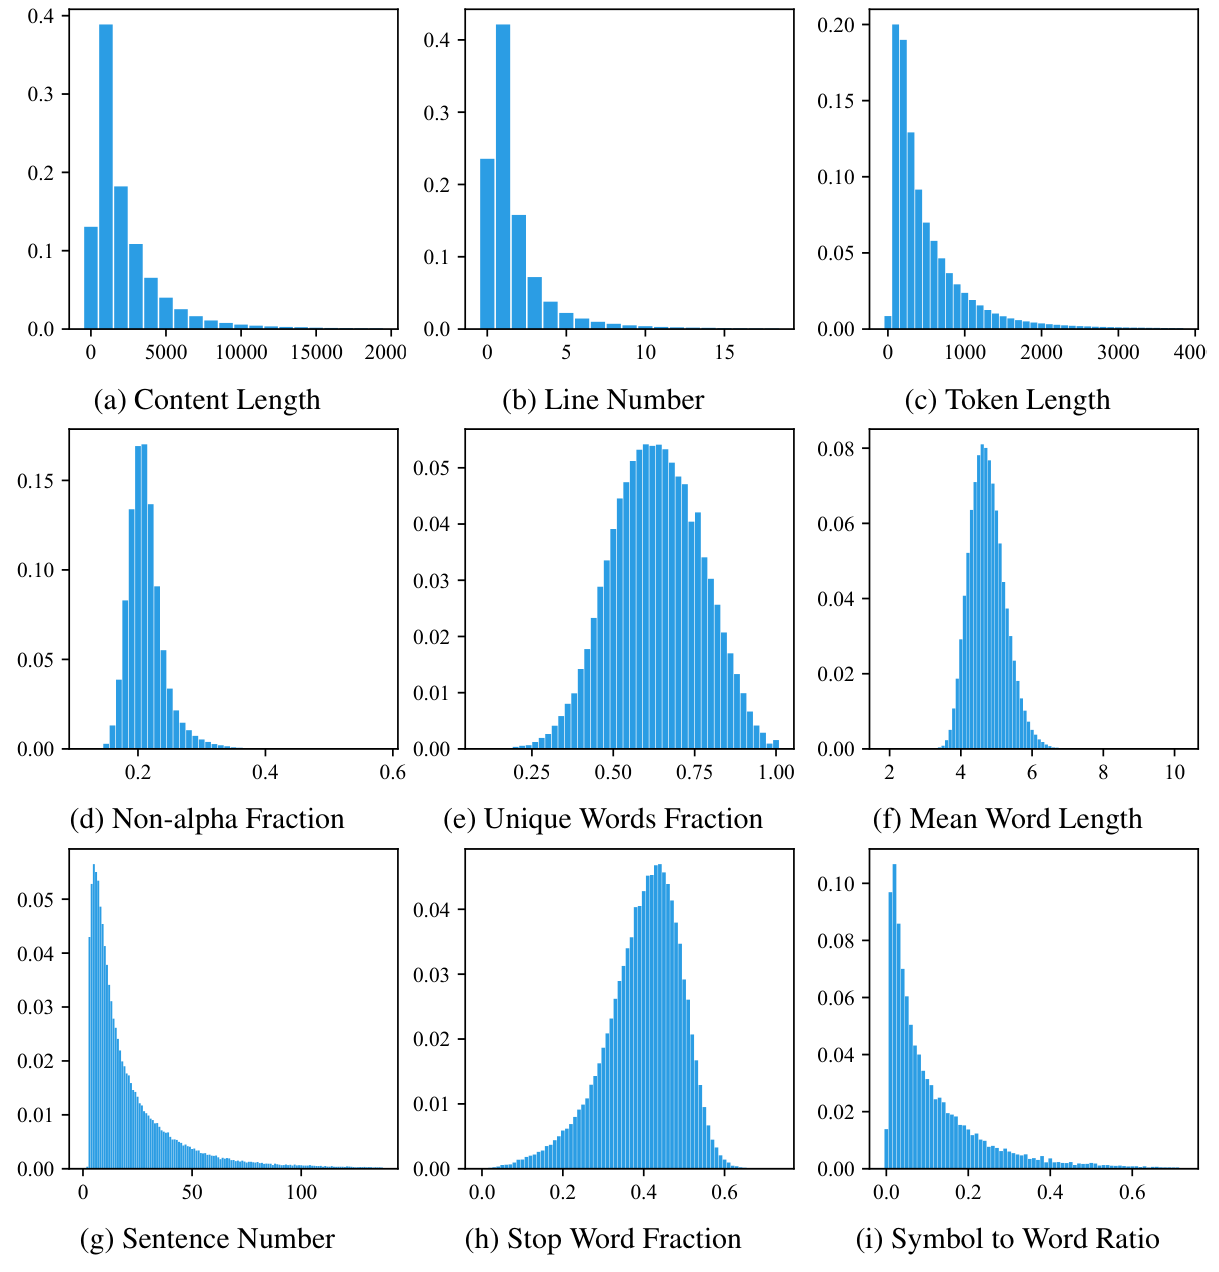 0.4
0.3
0.2
0.1
0.0
0 5000 10000 15000 2000
(a) Content Length
0.4
0.3
0.2
0.1
0.0
0 5 10 15
(b) Line Number
0.20
0.15
0.10
0.05
0.00
0 1000 2000 3000 400
(c) Token Length
0.15
0.10
0.05
0.00
0.2 0.4 0.6
(d) Non-alpha Fraction
0.05
0.04
0.03
0.02
0.01
0.00
0.25 0.50 0.75 1.00
(e) Unique Words Fraction
0.08
0.06
0.04
0.02
0.00
2 4 6 8 10
(f) Mean Word Length
0.05
0.04
0.03
0.02
0.01
0.00
0 50 100
(g) Sentence Number
0.04
0.03
0.02
0.01
0.00
0.0 0.2 0.4 0.6
(h) Stop Word Fraction
0.10
0.08
0.06
0.04
0.02
0.00
0.0 0.2 0.4 0.6
(i) Symbol to Word Ratio